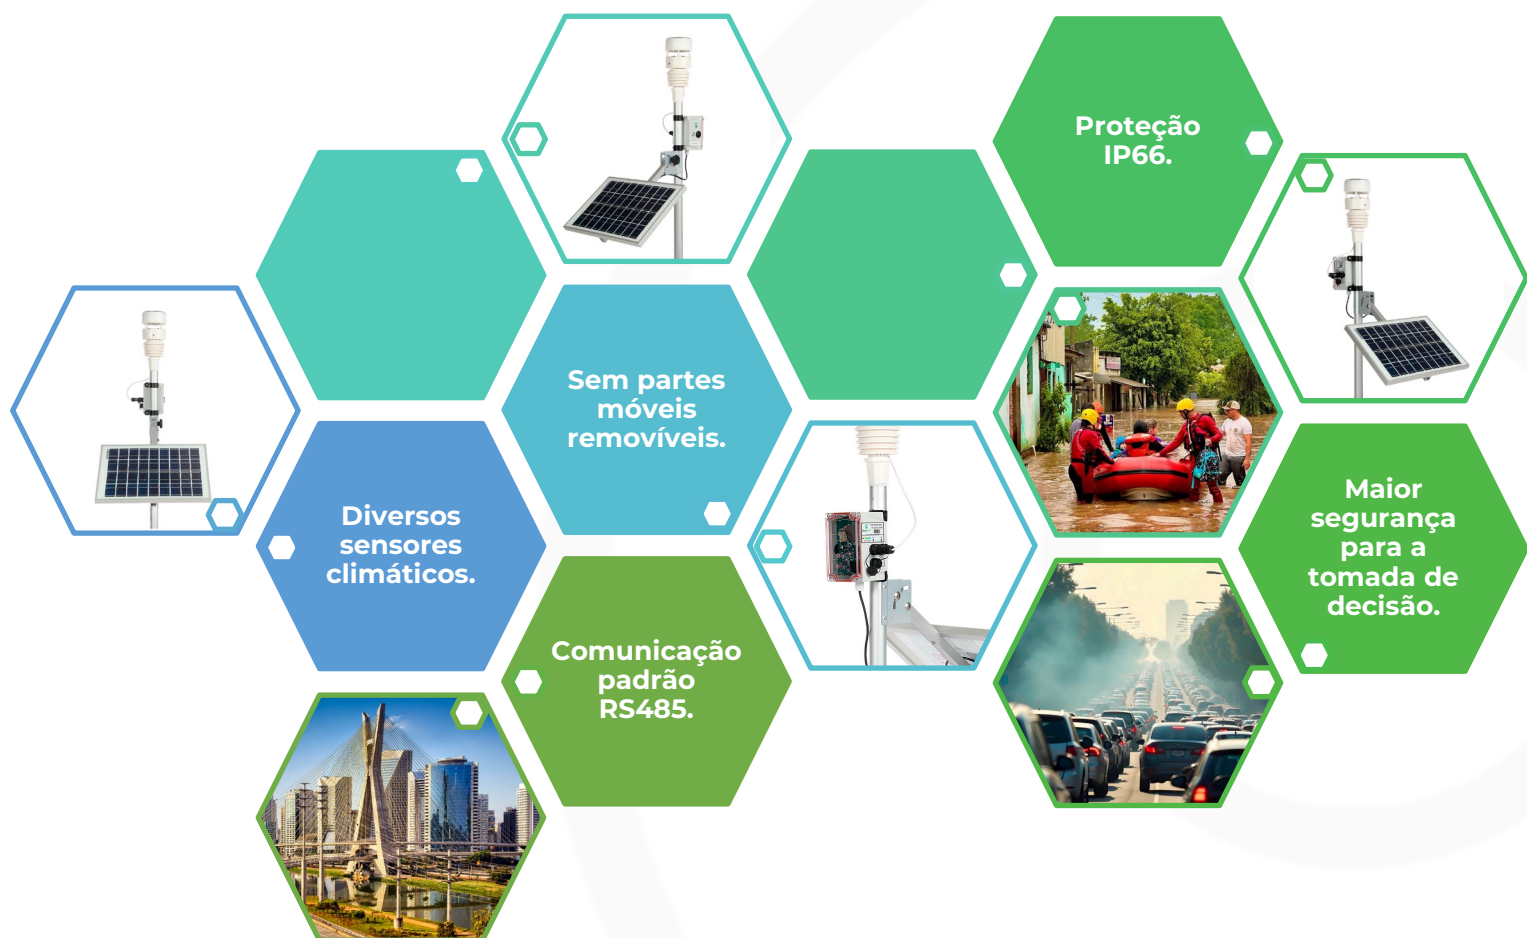 Proteção
IP66.
Sem partes
móveis
removíveis.
Diversos
sensores
climáticos.
Maior
segurança
para a
tomada de
decisão.
Comunicação
padrão
RS485.